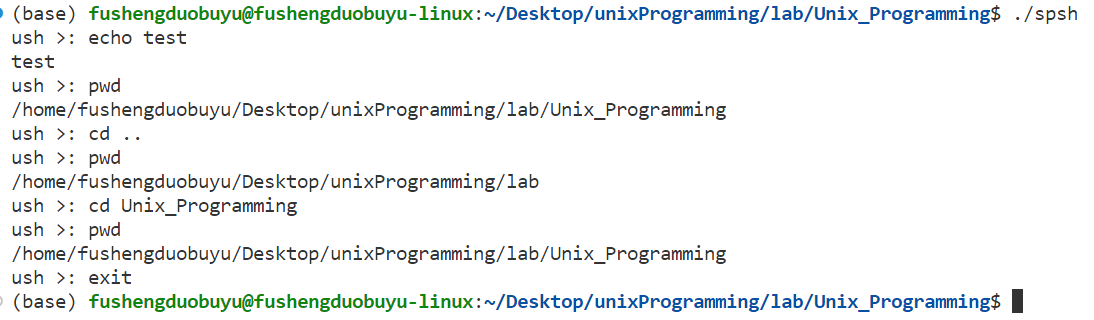 (base) fushengduobuyu@fushengduobuyu-linux:~/Desktop/unixProgramming/lab/Unix_Programming$ ./spsh
ush >: echo test
test
ush >: pwd
/home/fushengduobuyu/Desktop/unixProgramming/lab/Unix_Programming
ush >: cd ..
ush >: pwd
/home/fushengduobuyu/Desktop/unixProgramming/lab
ush >: cd Unix_Programming
ush >: pwd
/home/fushengduobuyu/Desktop/unixProgramming/lab/Unix_Programming
ush >: exit
(base) fushengduobuyu@fushengduobuyu-linux:~/Desktop/unixProgramming/lab/Unix_Programming$